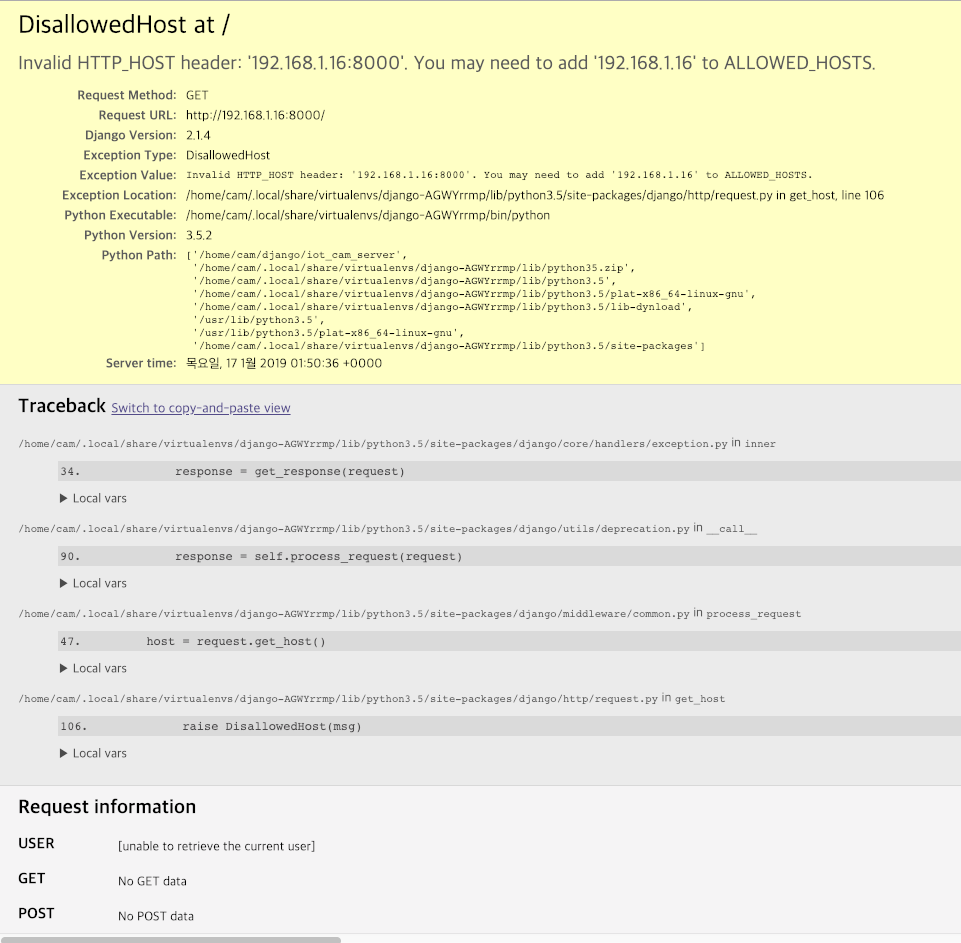 DisallowedHost at /
Invalid HTTP_HOST header: '192.168.1.16:8000'. You may need to add '192.168.1.16' to ALLOWED_HOSTS.
Request Method: GET
Request URL: http://192.168.1.16:8000/
Django Version: 2.1.4
Exception Type: DisallowedHost
Exception Value: Invalid HTTP_HOST header: '192.168.1.16:8000'. You may need to add '192.168.1.16' to ALLOWED_HOSTS.
Exception Location: /home/cam/.local/share/virtualenvs/django-AGWYrrmp/lib/python3.5/site-packages/django/http/request.py in get_host, line 106
Python Executable: /home/cam/.local/share/virtualenvs/django-AGWYrrmp/bin/python
Python Version: 3.5.2
Python Path: ['/home/cam/django/iot_cam_server',
'/home/cam/.local/share/virtualenvs/django-AGWYrrmp/lib/python35.zip',
'/home/cam/.local/share/virtualenvs/django-AGWYrrmp/lib/python3.5',
'/home/cam/.local/share/virtualenvs/django-AGWYrrmp/lib/python3.5/plat-x86_64-linux-gnu',
'/home/cam/.local/share/virtualenvs/django-AGWYrrmp/lib/python3.5/lib-dynload',
'/usr/lib/python3.5',
'/usr/lib/python3.5/plat-x86_64-linux-gnu',
'/home/cam/.local/share/virtualenvs/django-AGWYrrmp/lib/python3.5/site-packages']
Server time: 목요일, 17 1월 2019 01:50:36 +0000
Traceback Switch to copy-and-paste view
/home/cam/.local/share/virtualenvs/django-AGWYrrmp/lib/python3.5/site-packages/django/core/handlers/exception.py in inner
34. response = get_response(request)
▶ Local vars
/home/cam/.local/share/virtualenvs/django-AGWYrrmp/lib/python3.5/site-packages/django/utils/deprecation.py in __call__
90. response = self.process_request(request)
▶ Local vars
/home/cam/.local/share/virtualenvs/django-AGWYrrmp/lib/python3.5/site-packages/django/middleware/common.py in process_request
47. host = request.get_host()
▶ Local vars
/home/cam/.local/share/virtualenvs/django-AGWYrrmp/lib/python3.5/site-packages/django/http/request.py in get_host
106. raise DisallowedHost(msg)
▶ Local vars
Request information
USER [unable to retrieve the current user]
GET No GET data
POST No POST data